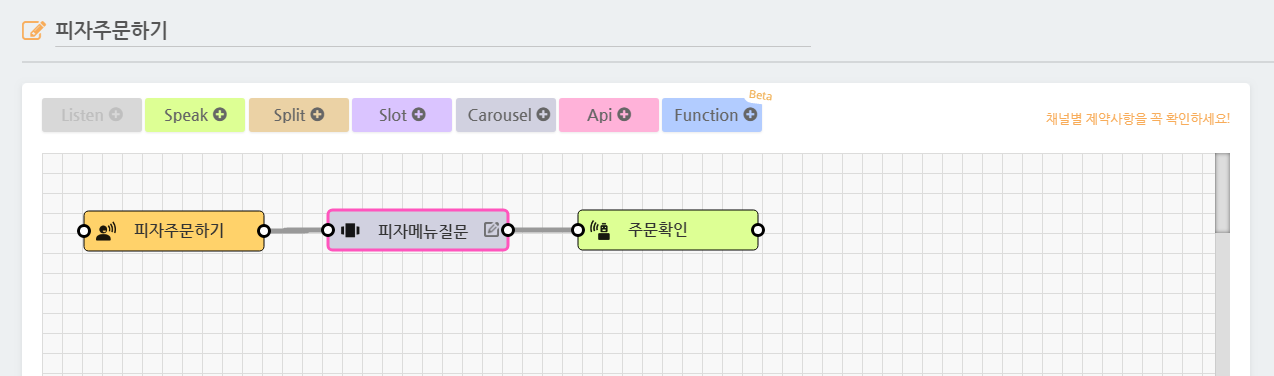 피자주문하기
Beta
Listen Speak Split Slot Carousel Api Function
채널별 제약사항을 꼭 확인하세요!
피자주문하기 피자메뉴질문 주문확인